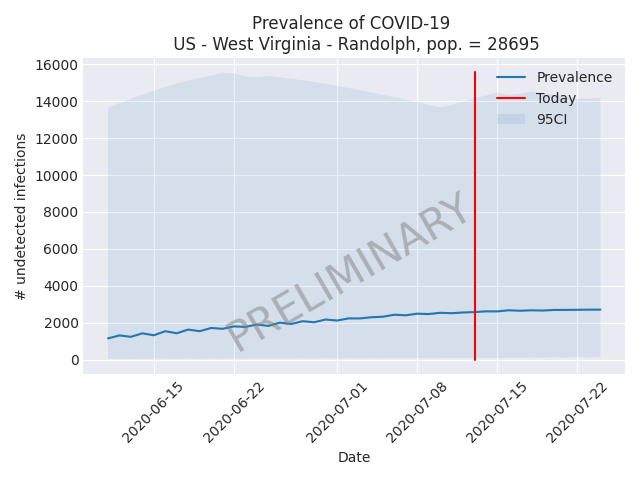 Prevalence of COVID-19
US - West Virginia - Randolph, pop. = 28695
16000
14000
12000
10000
8000
6000
4000
2000
0
# undetected infections
Prevalence
Today
95CI
PRELIMINARY
2020-06-15
2020-06-22
2020-07-01
2020-07-08
2020-07-15
2020-07-22
Date